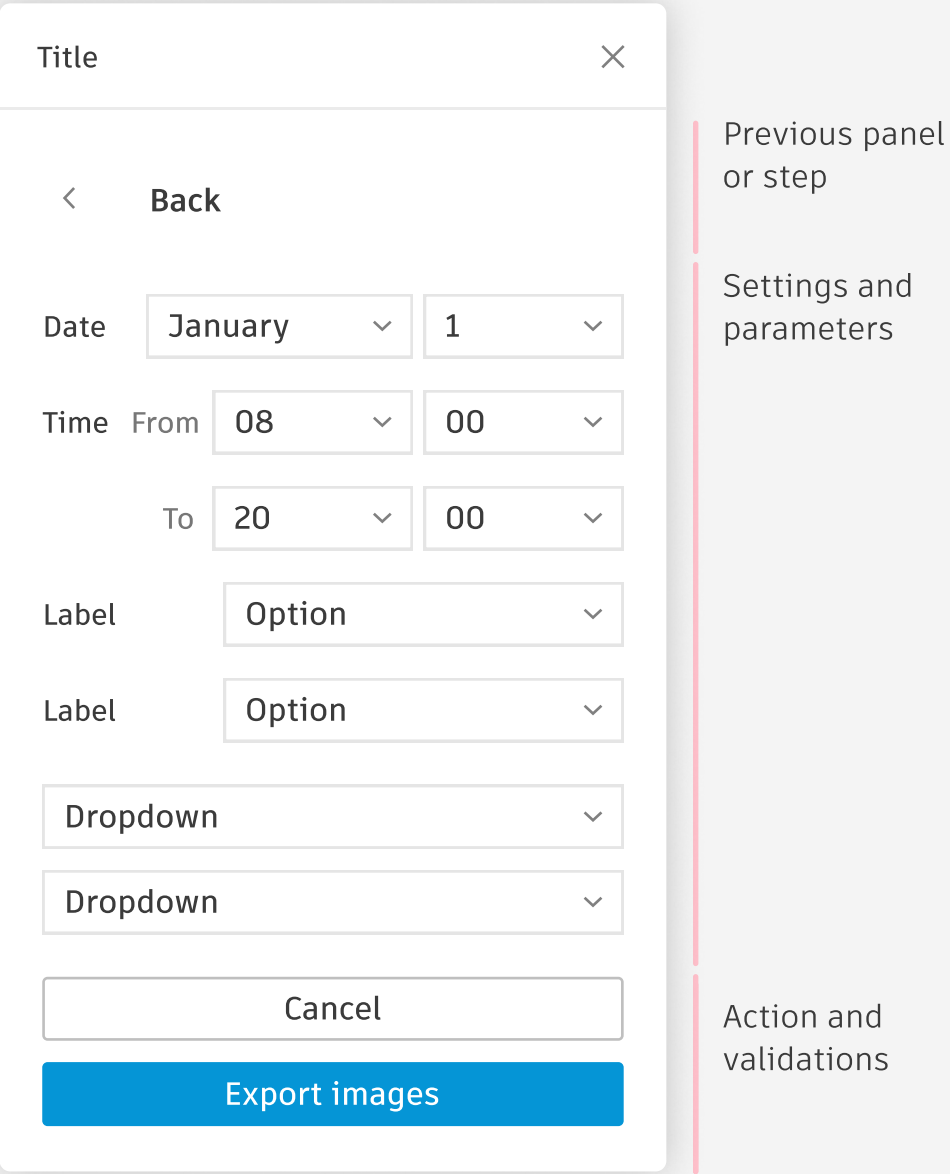 Title
Previous panel
or step
Back
Settings and
parameters
Date January 1
Time From 08 00
To 20 00
Label Option
Label Option
Dropdown
Dropdown
Cancel
Action and
validations
Export images